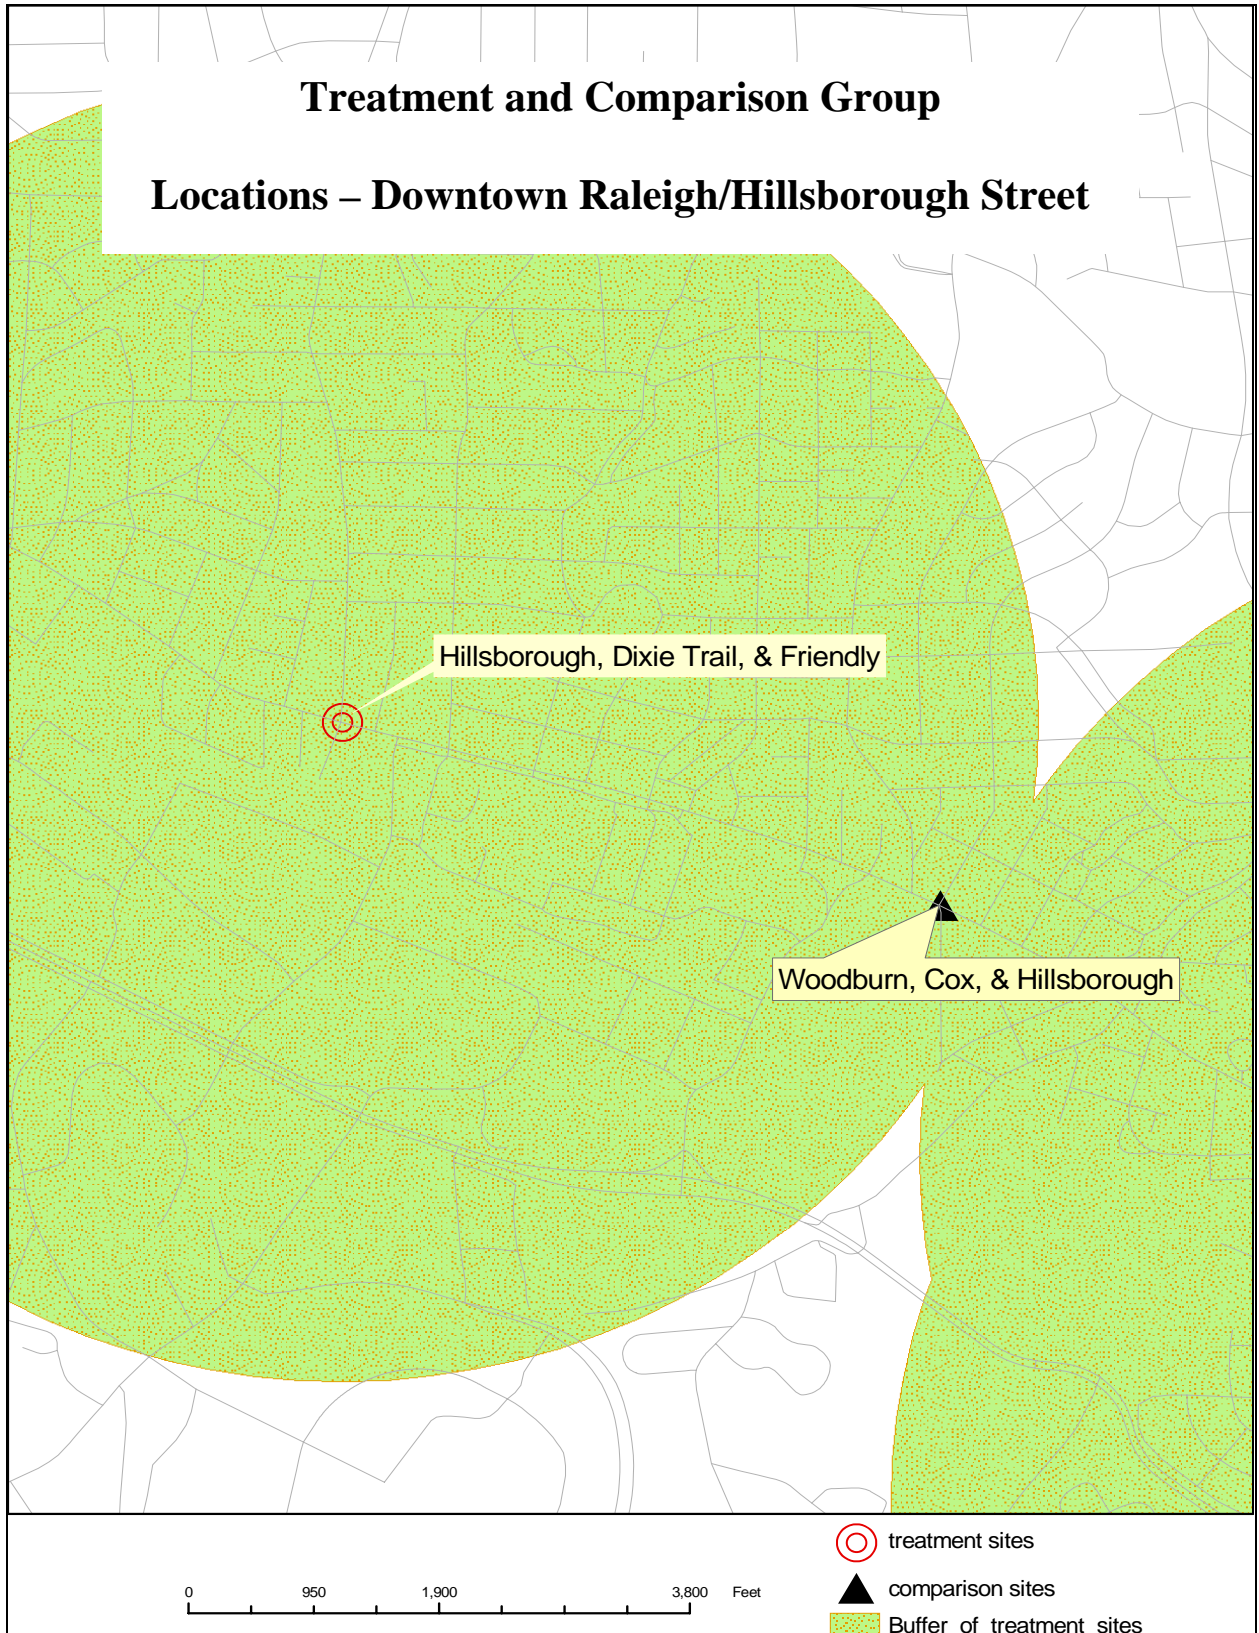 Treatment and Comparison Group
Locations – Downtown Raleigh/Hillsborough Street
Hillsborough, Dixie Trail, & Friendly
Woodburn, Cox, & Hillsborough
0 950 1,900 3,800 Feet
treatment sites
comparison sites
Buffer of treatment sites